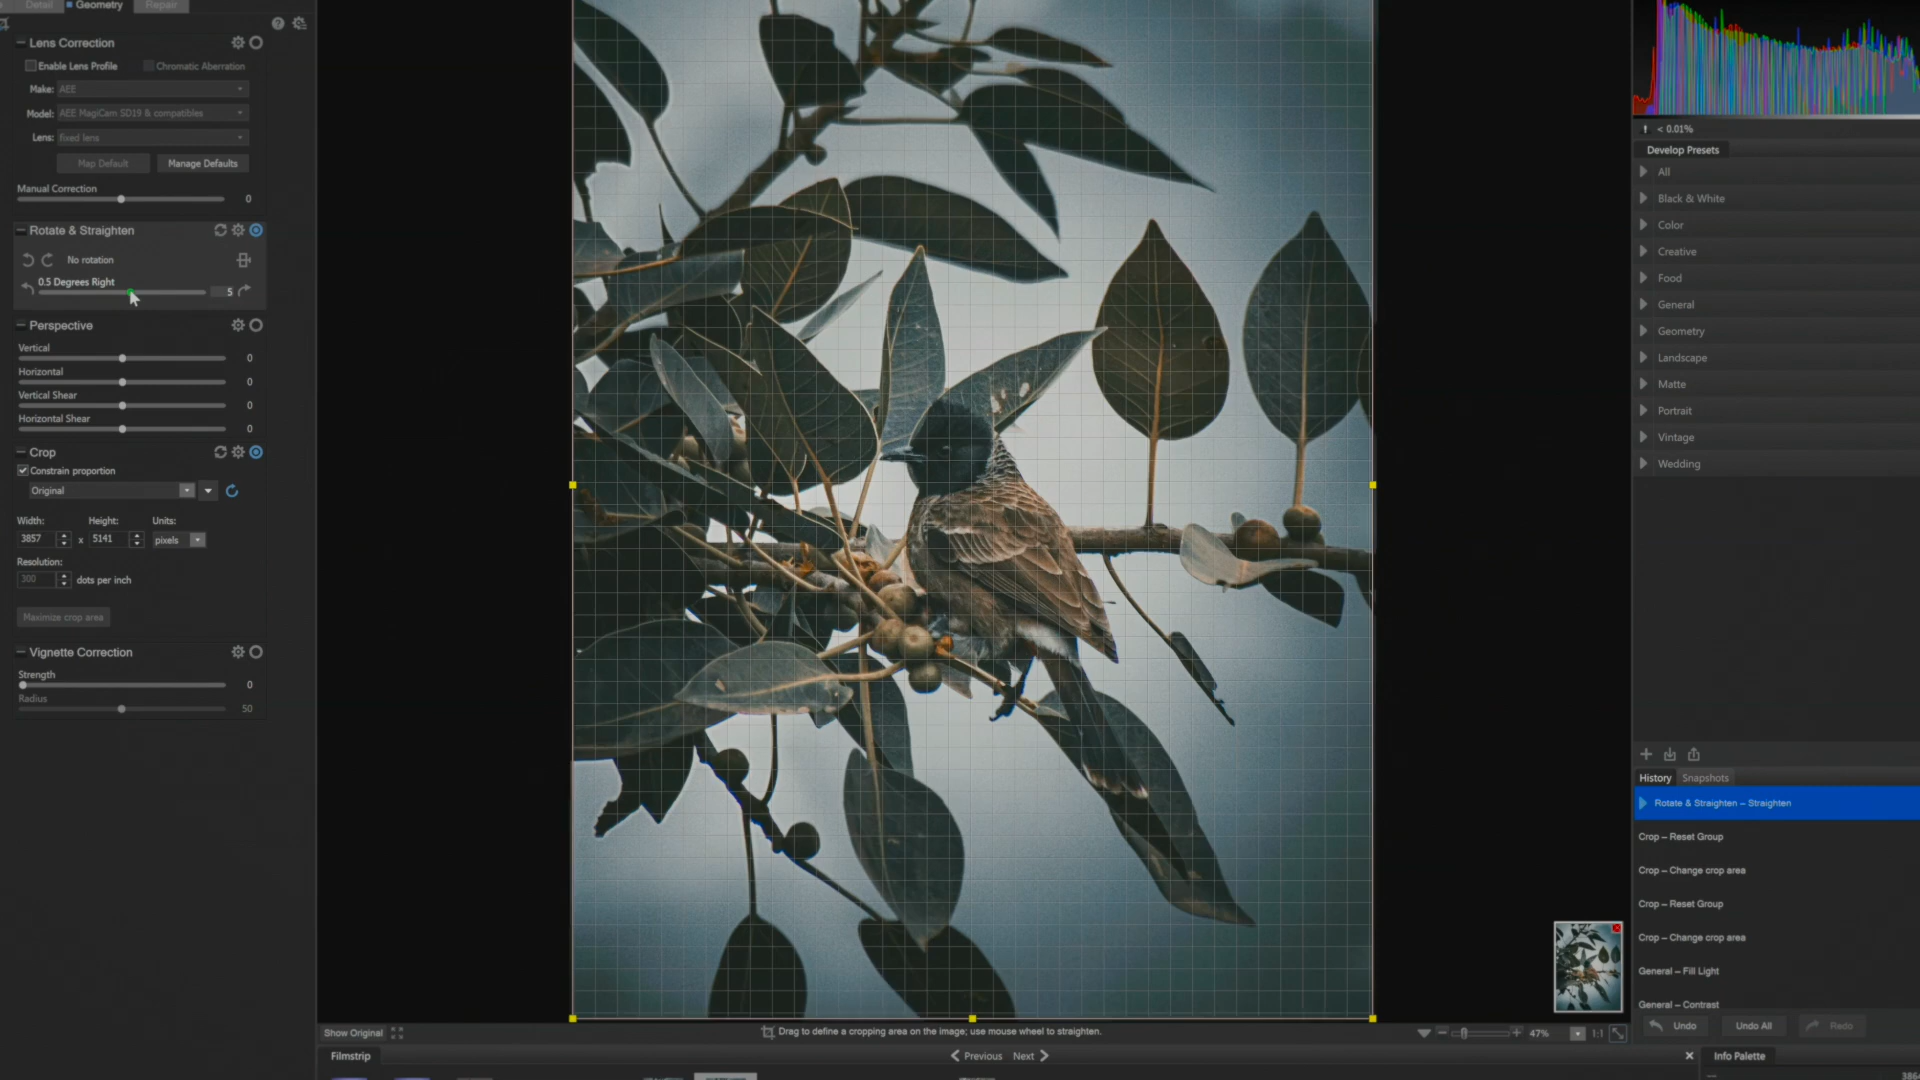 Detail Geometry Repair
Lens Correction
Enable Lens Profile Chromatic Aberration
Make: AEE
Model: AEE MagiCam SD19 & compatibles
Lens: fixed lens
Map Default Manage Defaults
Manual Correction
0
Rotate & Straighten
No rotation
0.5 Degrees Right
5
Perspective
Vertical
0
Horizontal
0
Vertical Shear
0
Horizontal Shear
0
Crop
Constrain proportion
Original
Width: Height: Units:
3857 x 5141 pixels
Resolution:
300 dots per inch
Maximize crop area
Vignette Correction
Strength
0
Radius
50
Show Original
Drag to define a cropping area on the image; use mouse wheel to straighten.
47%
1:1
Filmstrip
Previous Next
! < 0.01%
Develop Presets
All
Black & White
Color
Creative
Food
General
Geometry
Landscape
Matte
Portrait
Vintage
Wedding
History Snapshots
Rotate & Straighten – Straighten
Crop – Reset Group
Crop – Change crop area
Crop – Reset Group
Crop – Change crop area
General – Fill Light
General – Contrast
Undo Undo All Redo
Info Palette